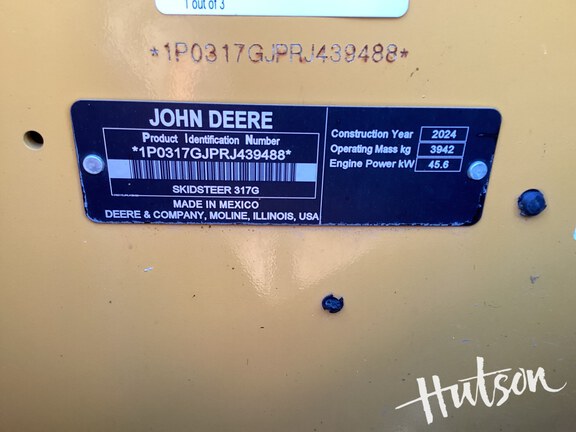 1 out of 3
*1P0317GJPRJ439488*
JOHN DEERE
Product Identification Number
*1P0317GJPRJ439488*
SKIDSTEER 317G
MADE IN MEXICO
DEERE & COMPANY, MOLINE, ILLINOIS, USA
Construction Year 2024
Operating Mass kg 3942
Engine Power kW 45.6
Hutson